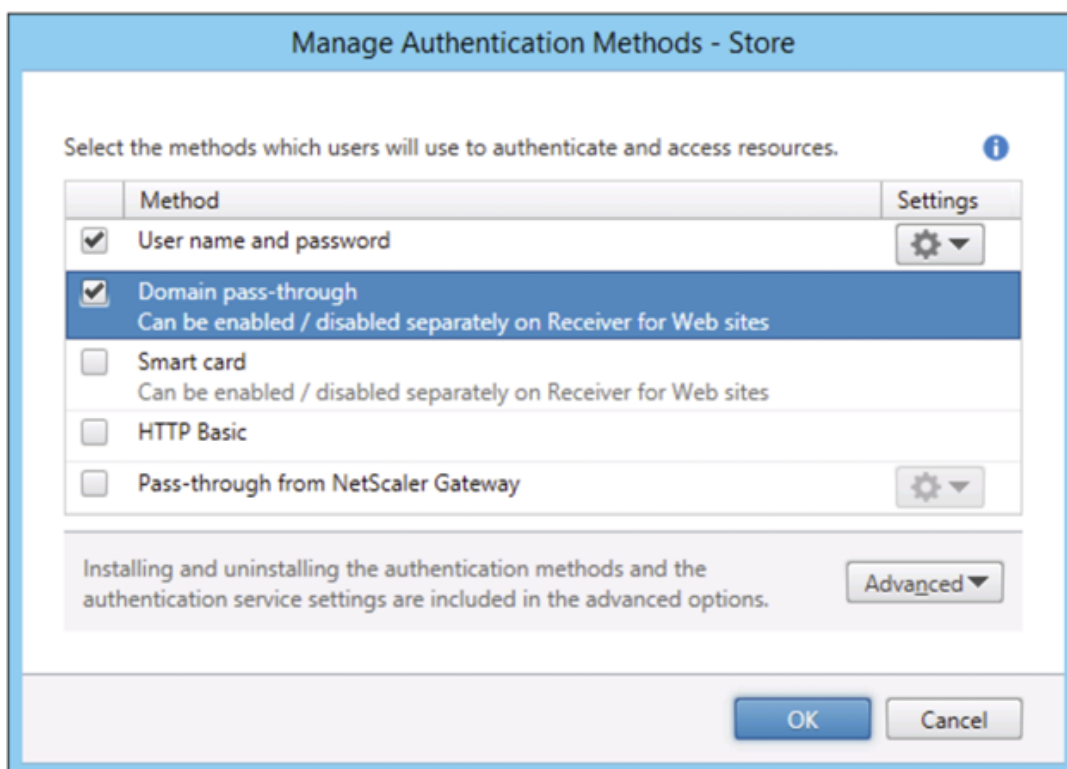 Manage Authentication Methods - Store
Select the methods which users will use to authenticate and access resources.
Method Settings
User name and password
Domain pass-through
Can be enabled / disabled separately on Receiver for Web sites
Smart card
Can be enabled / disabled separately on Receiver for Web sites
HTTP Basic
Pass-through from NetScaler Gateway
Installing and uninstalling the authentication methods and the
authentication service settings are included in the advanced options.
Advanced
OK Cancel